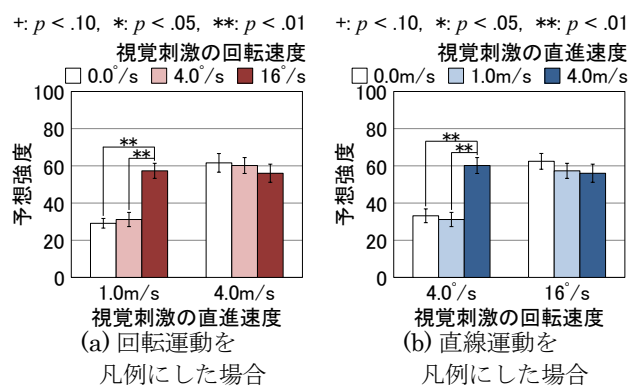 +: p < .10, *: p < .05, **: p < .01
視覚刺激の回転速度
0.0°/s 4.0°/s 16°/s
予想強度
100
80
60
40
20
0
**
**
1.0m/s 4.0m/s
視覚刺激の直進速度
(a) 回転運動を
凡例にした場合
+: p < .10, *: p < .05, **: p < .01
視覚刺激の直進速度
0.0m/s 1.0m/s 4.0m/s
予想強度
100
80
60
40
20
0
**
**
4.0°/s 16°/s
視覚刺激の回転速度
(b) 直線運動を
凡例にした場合